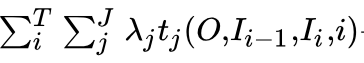 ∑_i^T ∑_j^J λ_j t_j(O,I_{i−1},I_i,i)